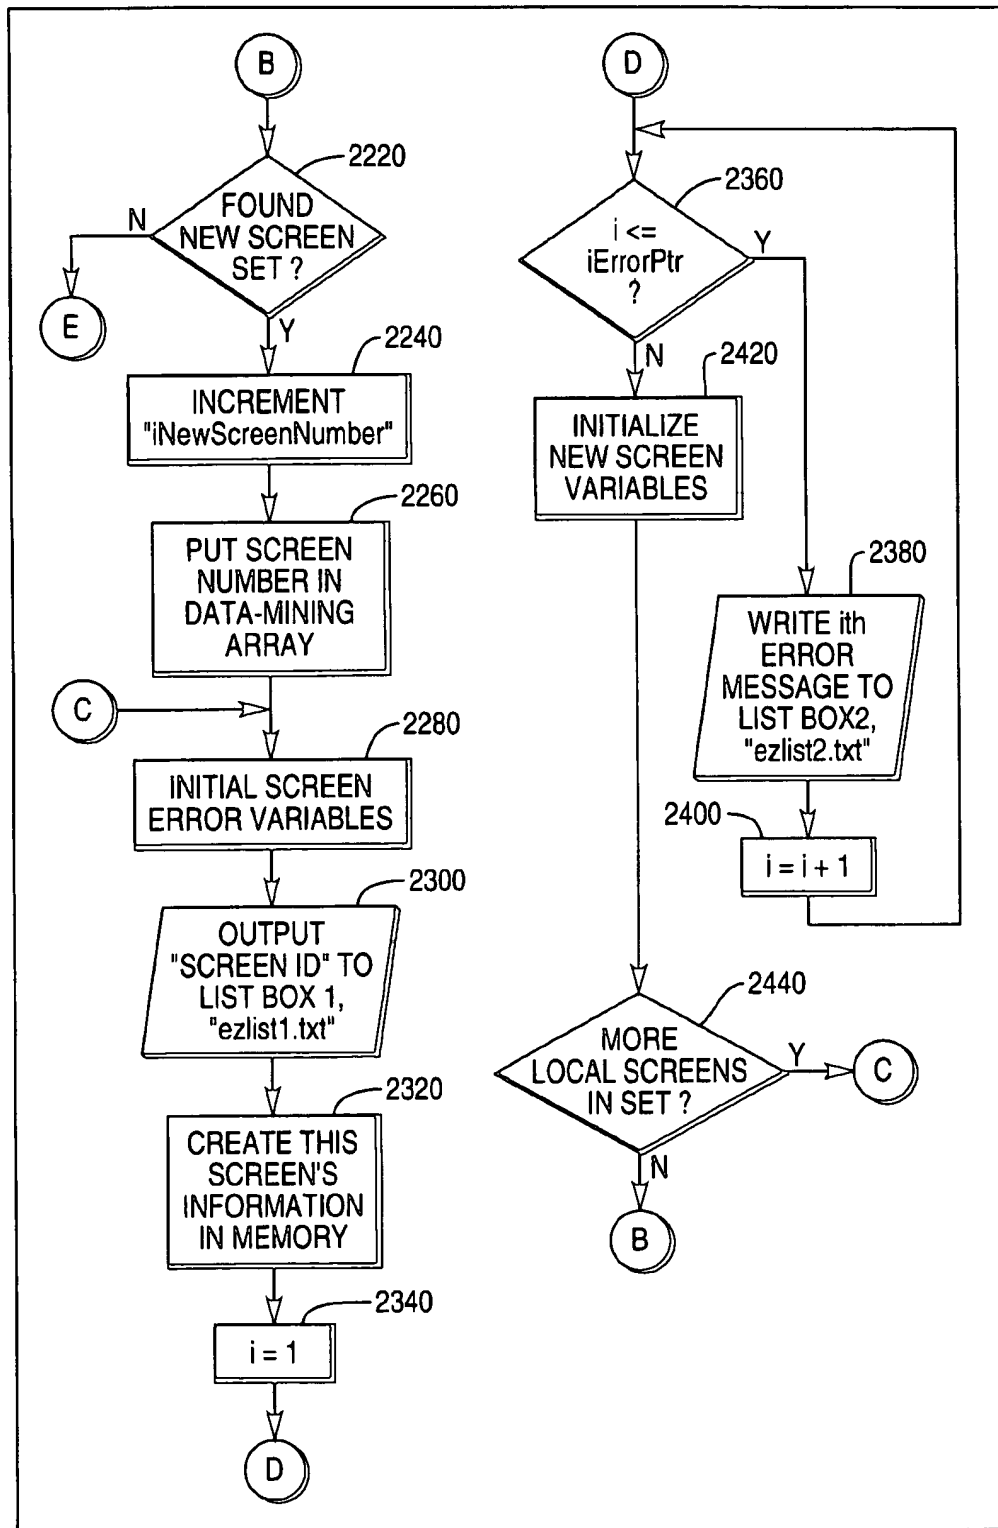 B
2220
FOUND
NEW SCREEN
SET ?
N
E
Y
2240
INCREMENT
"iNewScreenNumber"
2260
PUT SCREEN
NUMBER IN
DATA-MINING
ARRAY
C
2280
INITIAL SCREEN
ERROR VARIABLES
2300
OUTPUT
"SCREEN ID" TO
LIST BOX 1,
"ezlist1.txt"
2320
CREATE THIS
SCREEN'S
INFORMATION
IN MEMORY
2340
i = 1
D
D
2360
i <=
iErrorPtr
?
Y
N
2420
INITIALIZE
NEW SCREEN
VARIABLES
2380
WRITE ith
ERROR
MESSAGE TO
LIST BOX2,
"ezlist2.txt"
2400
i = i + 1
2440
MORE
LOCAL SCREENS
IN SET ?
Y
C
N
B